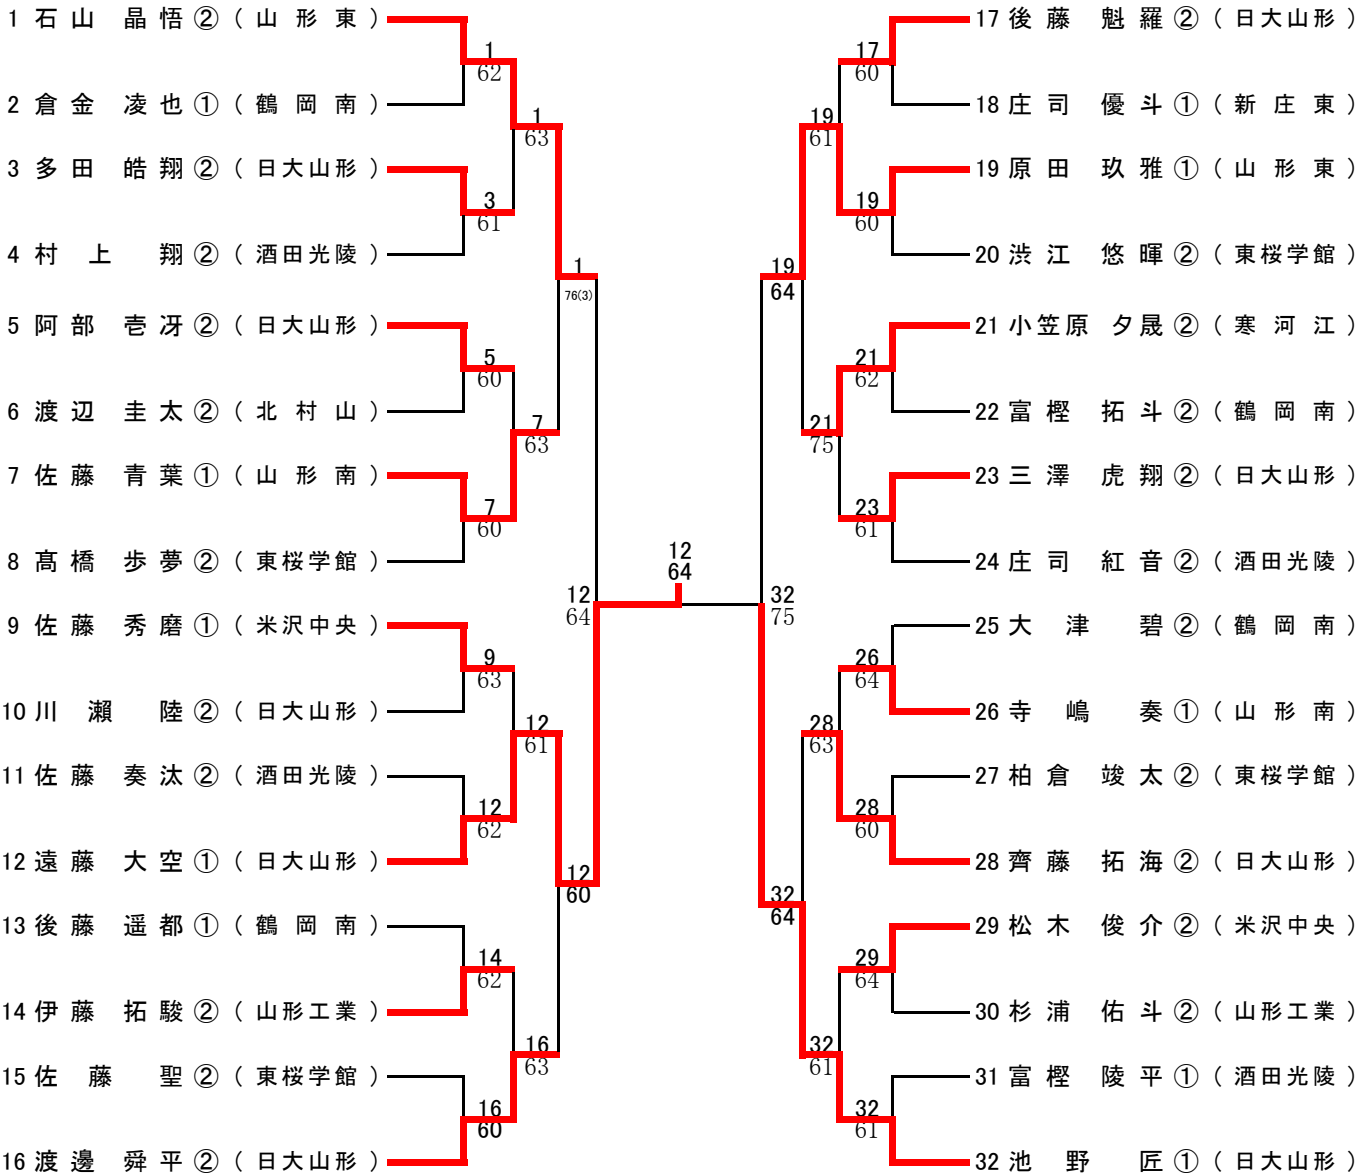 1 石山 晶悟 ② ( 山形東 )
2 倉金 凌也 ① ( 鶴岡南 )
3 多田 皓翔 ② ( 日大山形 )
4 村上 翔 ② ( 酒田光陵 )
5 阿部 壱冴 ② ( 日大山形 )
6 渡辺 圭太 ② ( 北村山 )
7 佐藤 青葉 ① ( 山形南 )
8 髙橋 歩夢 ② ( 東桜学館 )
9 佐藤 秀磨 ① ( 米沢中央 )
10 川瀬 陸 ② ( 日大山形 )
11 佐藤 奏汰 ② ( 酒田光陵 )
12 遠藤 大空 ① ( 日大山形 )
13 後藤 遥都 ① ( 鶴岡南 )
14 伊藤 拓駿 ② ( 山形工業 )
15 佐藤 聖 ② ( 東桜学館 )
16 渡邊 舜平 ② ( 日大山形 )
1
62
3
61
5
60
7
60
9
63
12
62
14
62
16
60
1
63
7
63
12
61
16
63
1
76(3)
12
60
12
64
12
64
32
75
19
64
32
64
19
61
21
75
28
63
32
61
17
60
19
60
21
62
23
61
26
64
28
60
29
64
32
61
17 後藤 魁羅 ② ( 日大山形 )
18 庄司 優斗 ① ( 新庄東 )
19 原田 玖雅 ① ( 山形東 )
20 渋江 悠暉 ② ( 東桜学館 )
21 小笠原 夕晟 ② ( 寒河江 )
22 富樫 拓斗 ② ( 鶴岡南 )
23 三澤 虎翔 ② ( 日大山形 )
24 庄司 紅音 ② ( 酒田光陵 )
25 大津 碧 ② ( 鶴岡南 )
26 寺嶋 奏 ① ( 山形南 )
27 柏倉 竣太 ② ( 東桜学館 )
28 齊藤 拓海 ② ( 日大山形 )
29 松木 俊介 ② ( 米沢中央 )
30 杉浦 佑斗 ② ( 山形工業 )
31 富樫 陵平 ① ( 酒田光陵 )
32 池野 匠 ① ( 日大山形 )